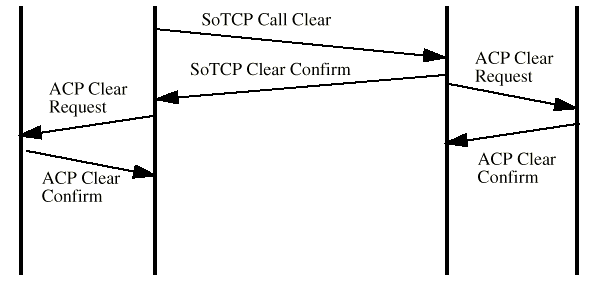 SoTCP Call Clear
SoTCP Clear Confirm
ACP Clear
Request
ACP Clear
Request
ACP Clear
Confirm
ACP Clear
Confirm